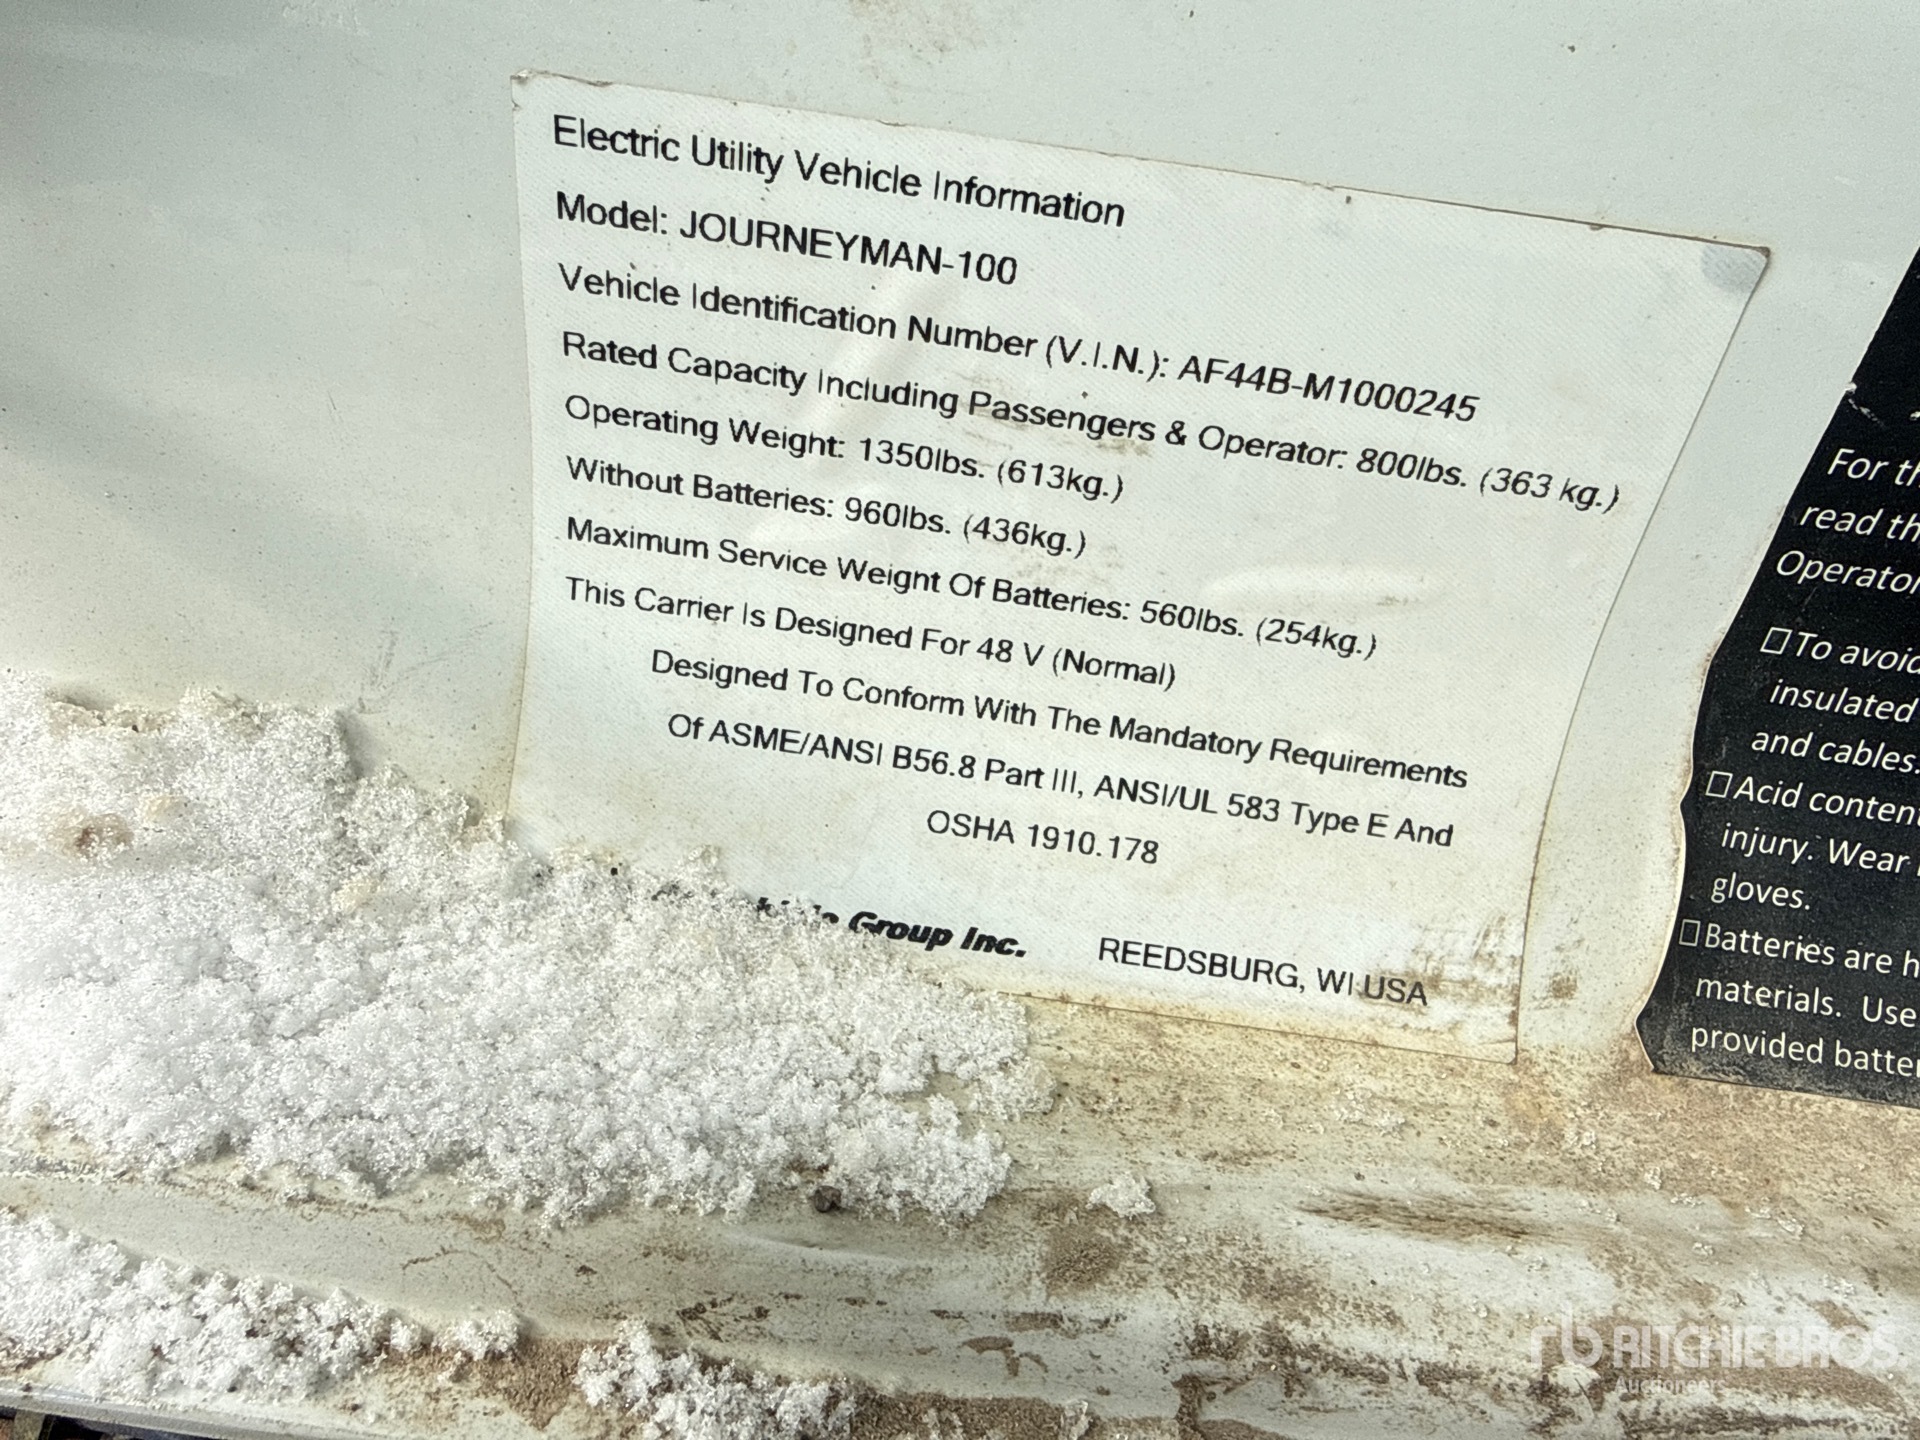 Electric Utility Vehicle Information
Model: JOURNEYMAN-100
Vehicle Identification Number (V.I.N.): AF44B-M1000245
Rated Capacity Including Passengers & Operator: 800lbs. (363 kg.)
Operating Weight: 1350lbs. (613kg.)
Without Batteries: 960lbs. (436kg.)
Maximum Service Weight Of Batteries: 560lbs. (254kg.)
This Carrier Is Designed For 48 V (Normal)
Designed To Conform With The Mandatory Requirements
Of ASME/ANSI B56.8 Part III, ANSI/UL 583 Type E And
OSHA 1910.178
Group Inc. REEDSBURG, WI USA
For
read
Operator
To avoid
insulated
and cables.
Acid
injury. Wear
gloves.
Batteries are
materials. Use
provided
rb RITCHIE BROS
Auctioneers